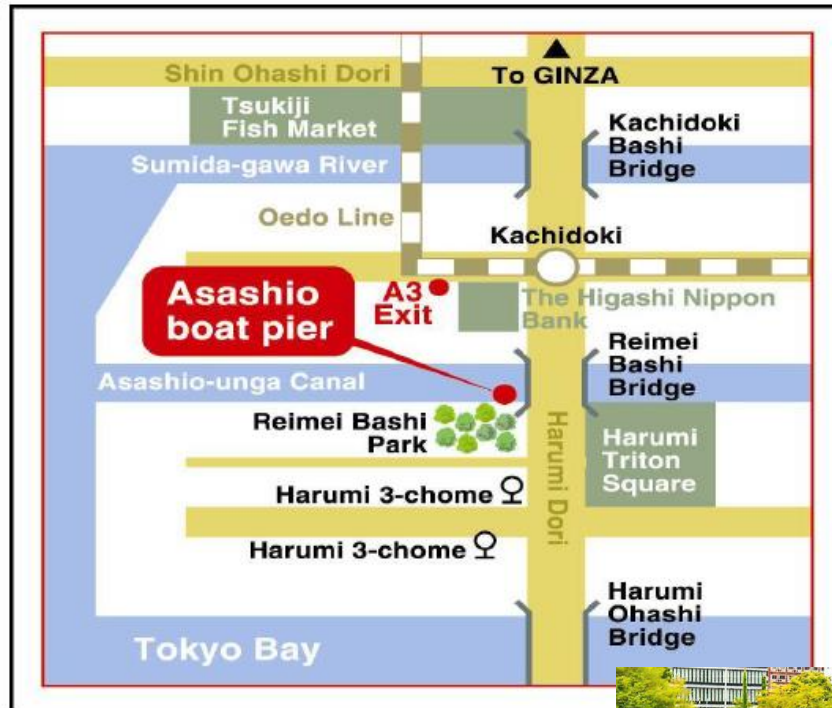 To GINZA
Shin Ohashi Dori
Tsukiji
Fish Market
Kachidoki
Bashi
Bridge
Sumida-gawa River
Oedo Line
Kachidoki
Asashio
boat pier
A3
Exit
The Higashi Nippon
Bank
Reimei
Bashi
Bridge
Asashio-unga Canal
Reimei Bashi
Park
Harumi Dori
Harumi
Triton
Square
Harumi 3-chome
Harumi 3-chome
Harumi
Ohashi
Bridge
Tokyo Bay